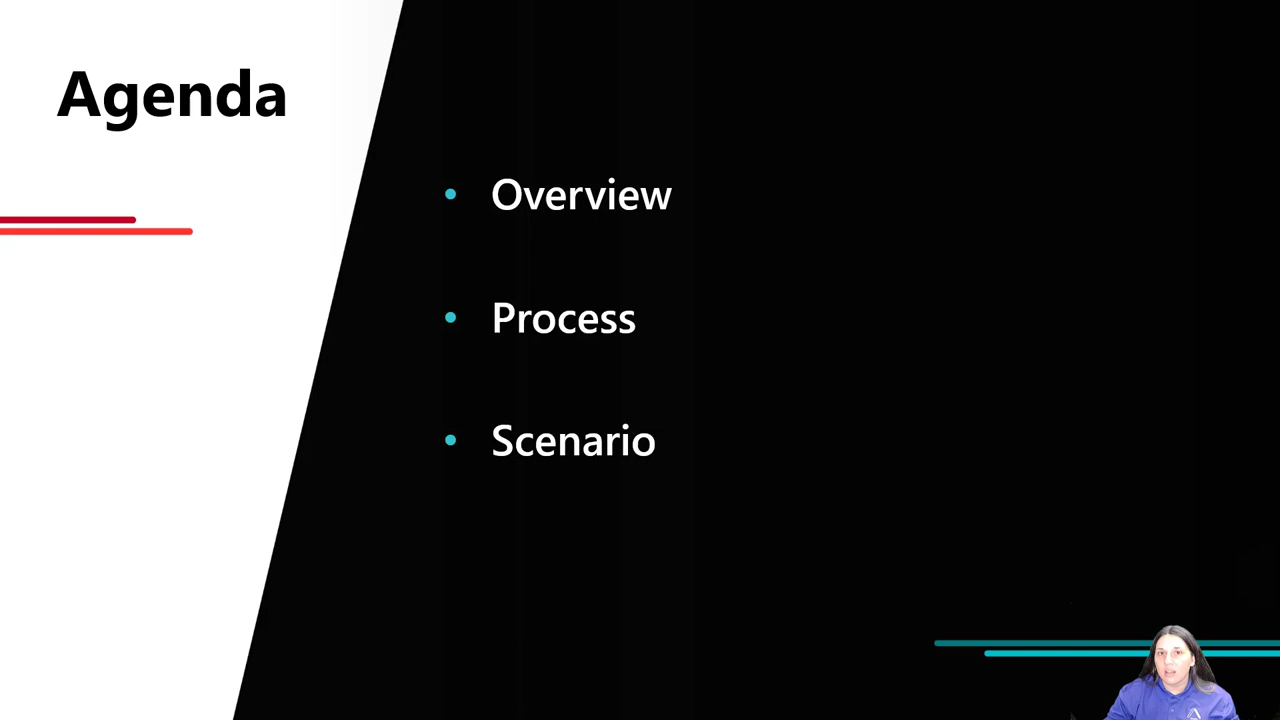 Agenda
• Overview
• Process
• Scenario